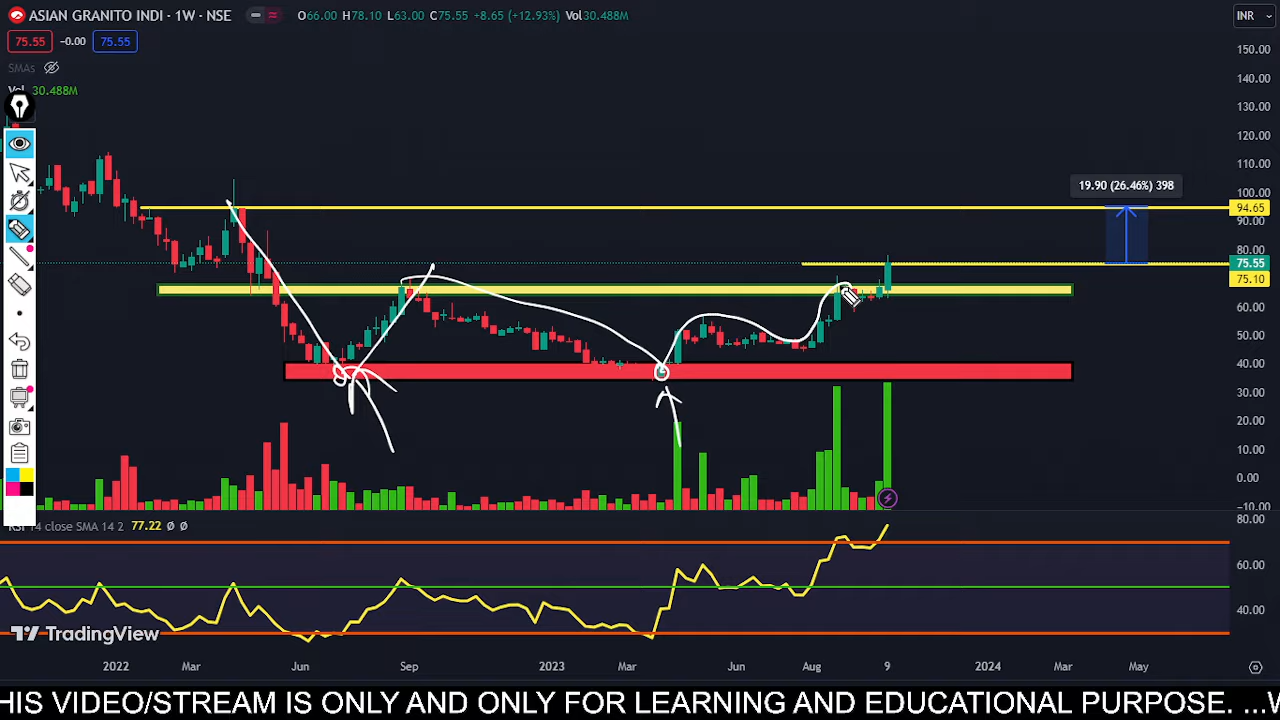 ASIAN GRANITO INDI · 1W · NSE
O66.00 H78.10 L63.00 C75.55 +8.65 (+12.93%) Vol30.488M
INR
75.55 -0.00 75.55
SMAs
Vol 30.488M
150.00
140.00
130.00
120.00
110.00
100.00
94.65
90.00
80.00
75.55
75.10
60.00
50.00
40.00
30.00
20.00
10.00
0.00
-10.00
19.90 (26.46%) 398
RSI 14 close SMA 14 2 77.22 Ø Ø
80.00
60.00
40.00
TradingView
2022 Mar Jun Sep 2023 Mar Jun Aug 9 2024 Mar May
HIS VIDEO/STREAM IS ONLY AND ONLY FOR LEARNING AND EDUCATIONAL PURPOSE. ...W